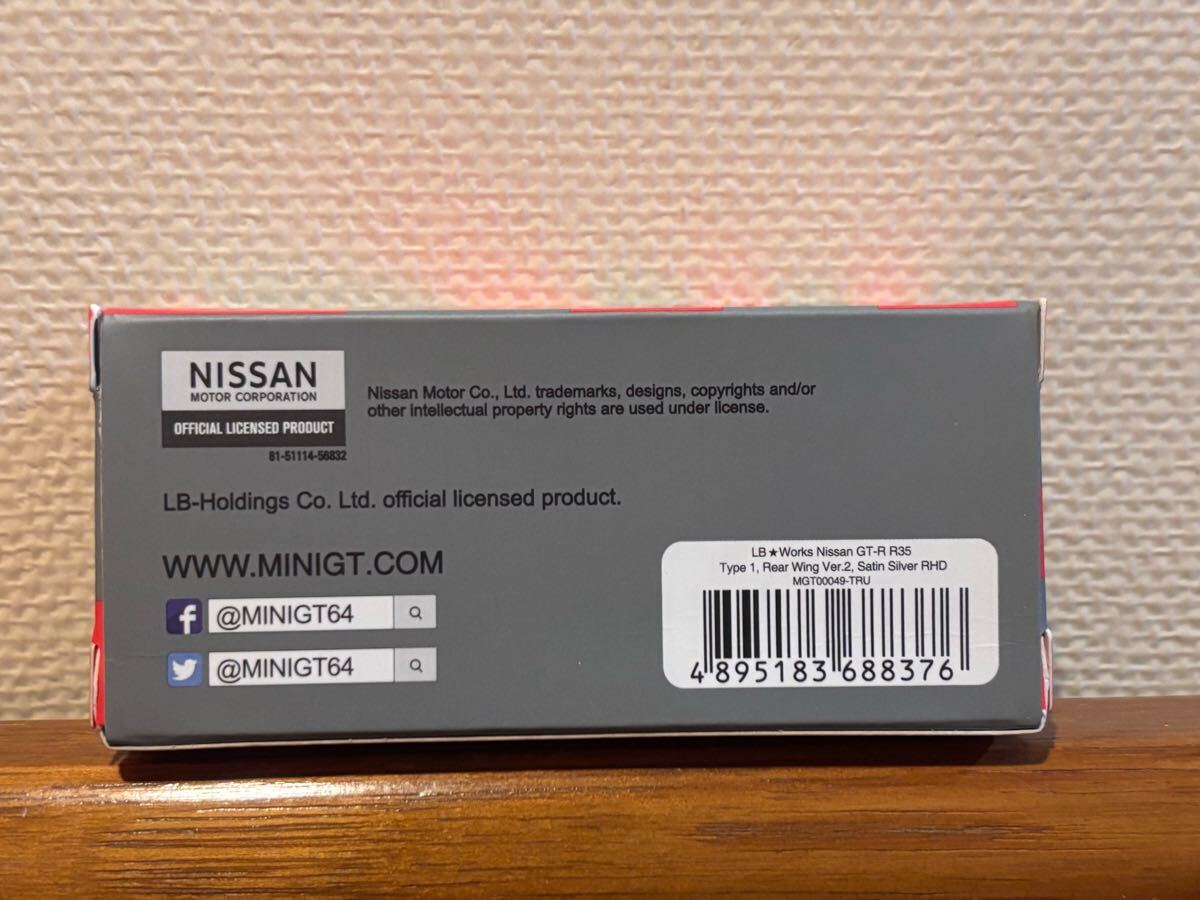 NISSAN
MOTOR CORPORATION
OFFICIAL LICENSED PRODUCT
81-51114-56832
Nissan Motor Co., Ltd. trademarks, designs, copyrights and/or
other intellectual property rights are used under license.
LB-Holdings Co. Ltd. official licensed product.
WWW.MINIGT.COM
f @MINIGT64
@MINIGT64
LB★Works Nissan GT-R R35
Type 1, Rear Wing Ver.2, Satin Silver RHD
MGT00049-TRU
4 895183 688376